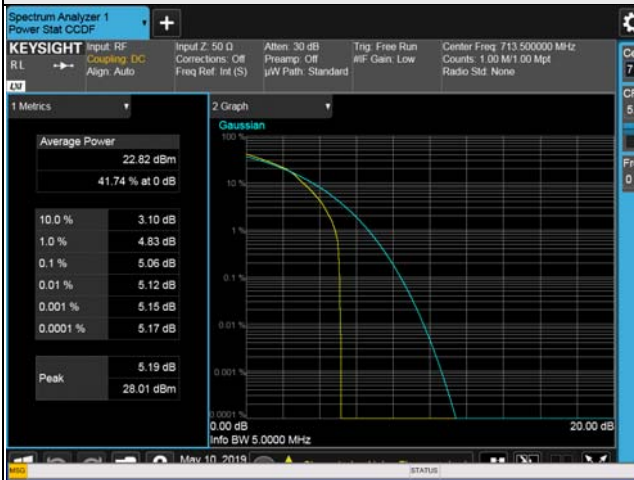 Spectrum Analyzer 1
Power Stat CCDF
KEYSIGHT
RL
LXI
Input: RF
Coupling: DC
Align: Auto
Input Z: 50 Ω
Corrections: Off
Freq Ref: Int (S)
Atten: 30 dB
Preamp: Off
µW Path: Standard
Trig: Free Run
#IF Gain: Low
Center Freq: 713.500000 MHz
Counts: 1.00 M/1.00 Mpt
Radio Std: None
1 Metrics
Average Power
22.82 dBm
41.74 % at 0 dB
10.0 % 3.10 dB
1.0 % 4.83 dB
0.1 % 5.06 dB
0.01 % 5.12 dB
0.001 % 5.15 dB
0.0001 % 5.17 dB
Peak
5.19 dB
28.01 dBm
2 Graph
Gaussian
100 %
10 %
1 %
0.1 %
0.01 %
0.001 %
0.0001 %
0.00 dB
20.00 dB
Info BW 5.0000 MHz
May 10, 2019
MSG
STATUS